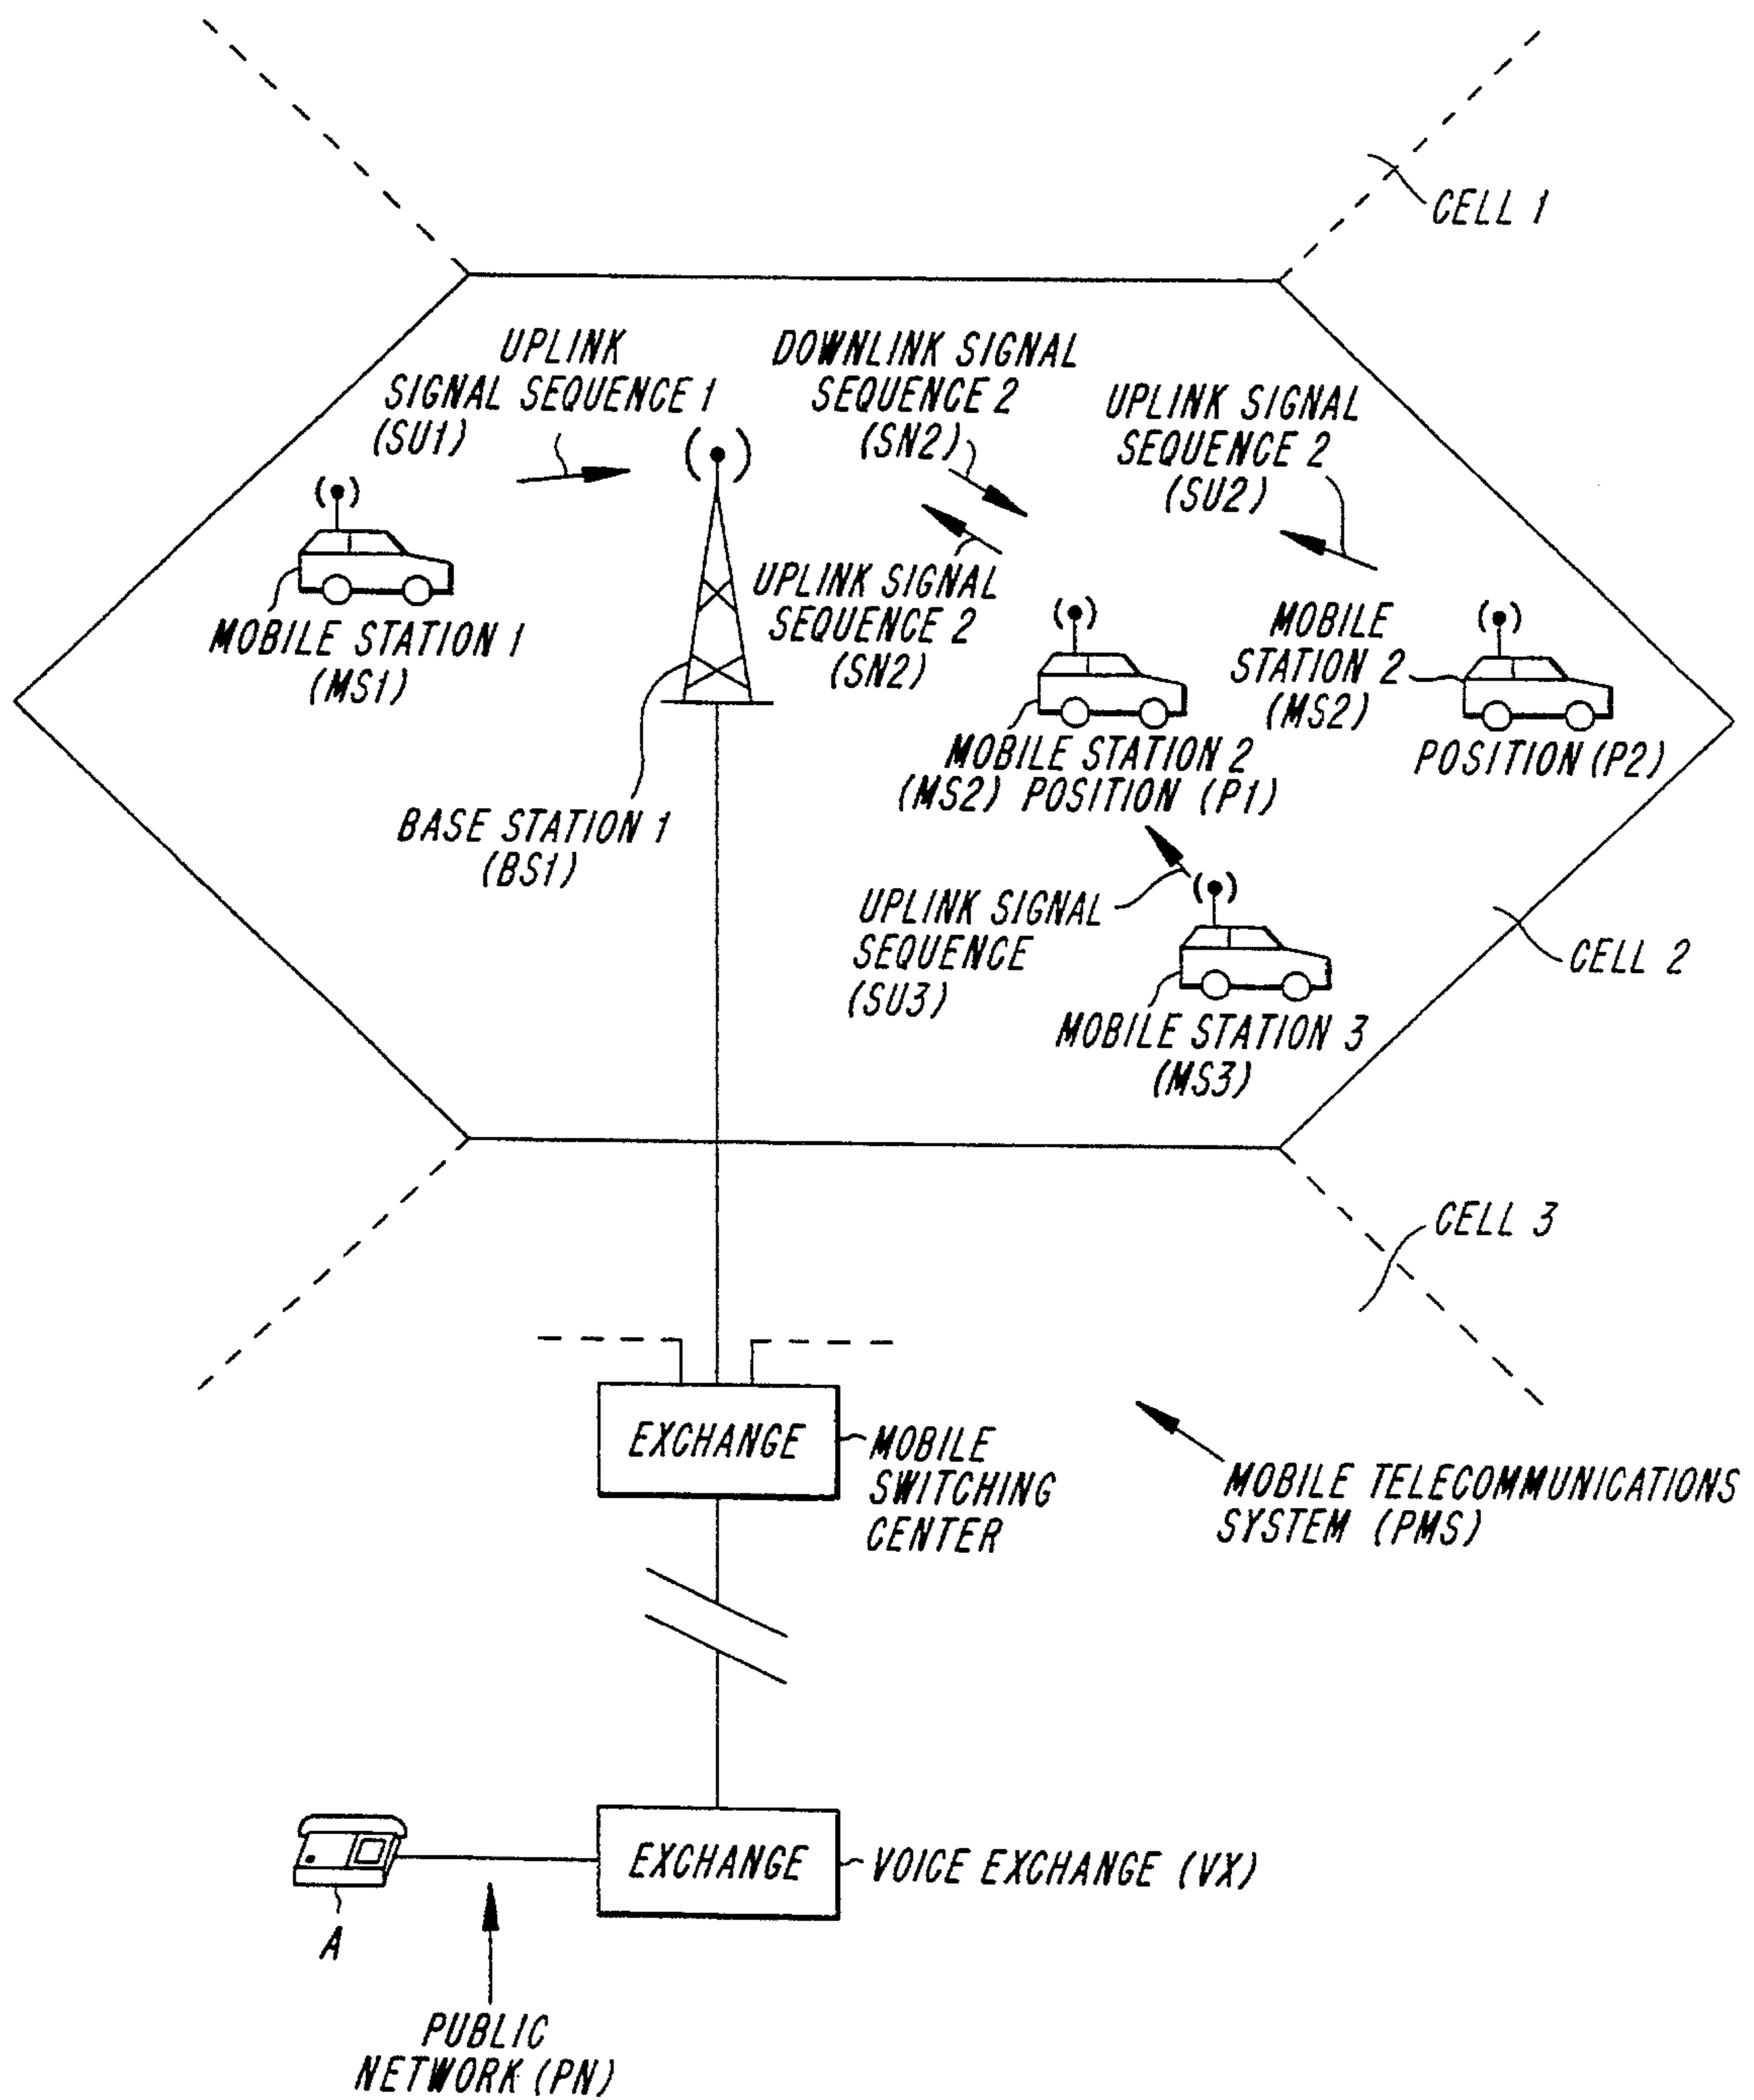 CELL 1
UPLINK
SIGNAL SEQUENCE 1
(SU1)
DOWNLINK SIGNAL
SEQUENCE 2
(SN2)
UPLINK SIGNAL
SEQUENCE 2
(SU2)
MOBILE STATION 1
(MS1)
UPLINK SIGNAL
SEQUENCE 2
(SN2)
MOBILE
STATION 2
(MS2)
POSITION (P2)
MOBILE STATION 2
(MS2) POSITION (P1)
BASE STATION 1
(BS1)
UPLINK SIGNAL
SEQUENCE
(SU3)
CELL 2
MOBILE STATION 3
(MS3)
CELL 3
EXCHANGE
MOBILE
SWITCHING
CENTER
MOBILE TELECOMMUNICATIONS
SYSTEM (PMS)
EXCHANGE
VOICE EXCHANGE (VX)
A
PUBLIC
NETWORK (PN)